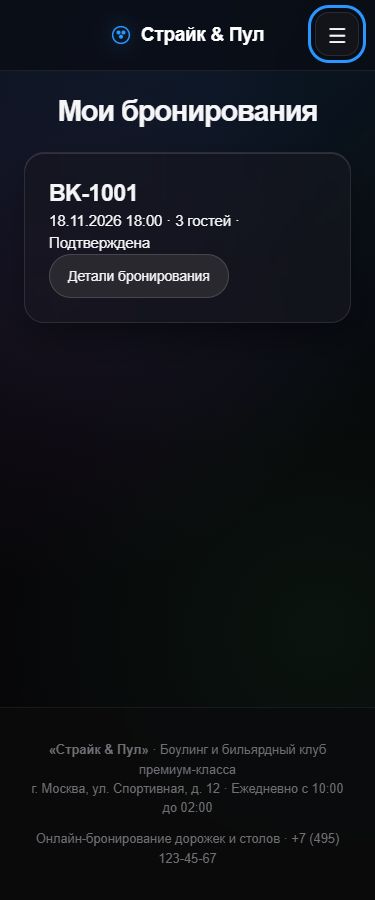 Страйк & Пул
Мои бронирования
BK-1001
18.11.2026 18:00 · 3 гостей ·
Подтверждена
Детали бронирования
«Страйк & Пул» · Боулинг и бильярдный клуб
премиум-класса
г. Москва, ул. Спортивная, д. 12 · Ежедневно с 10:00
до 02:00
Онлайн-бронирование дорожек и столов · +7 (495)
123-45-67